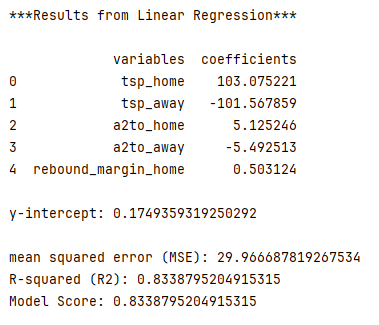 ***Results from Linear Regression***
variables coefficients
0 tsp_home 103.075221
1 tsp_away -101.567859
2 a2to_home 5.125246
3 a2to_away -5.492513
4 rebound_margin_home 0.503124
y-intercept: 0.1749359319250292
mean squared error (MSE): 29.966687819267534
R-squared (R2): 0.8338795204915315
Model Score: 0.8338795204915315